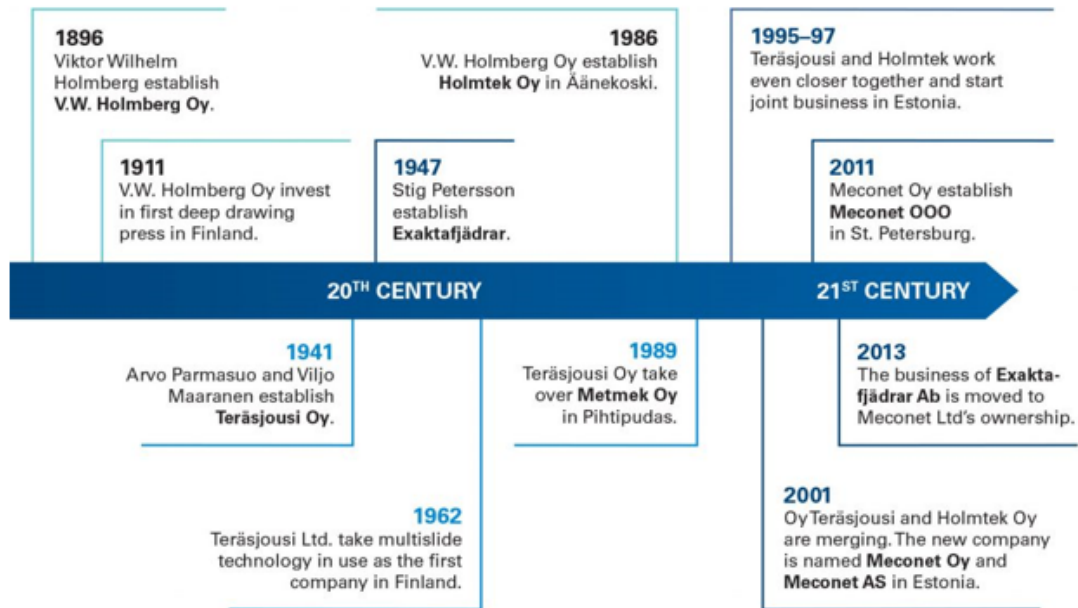 1896
Viktor Wilhelm
Holmberg establish
V.W. Holmberg Oy.
1986
V.W. Holmberg Oy establish
Holmtek Oy in Äänekoski.
1995–97
Teräsjousi and Holmtek work
even closer together and start
joint business in Estonia.
1911
V.W. Holmberg Oy invest
in first deep drawing
press in Finland.
1947
Stig Petersson
establish
Exaktafjädrar.
2011
Meconet Oy establish
Meconet OOO
in St. Petersburg.
20TH CENTURY
21ST CENTURY
1941
Arvo Parmasuo and Viljo
Maaranen establish
Teräsjousi Oy.
1989
Teräsjousi Oy take
over Metmek Oy
in Pihtipudas.
2013
The business of Exakta-
fjädrar Ab is moved to
Meconet Ltd's ownership.
1962
Teräsjousi Ltd. take multislide
technology in use as the first
company in Finland.
2001
Oy Teräsjousi and Holmtek Oy
are merging. The new company
is named Meconet Oy and
Meconet AS in Estonia.